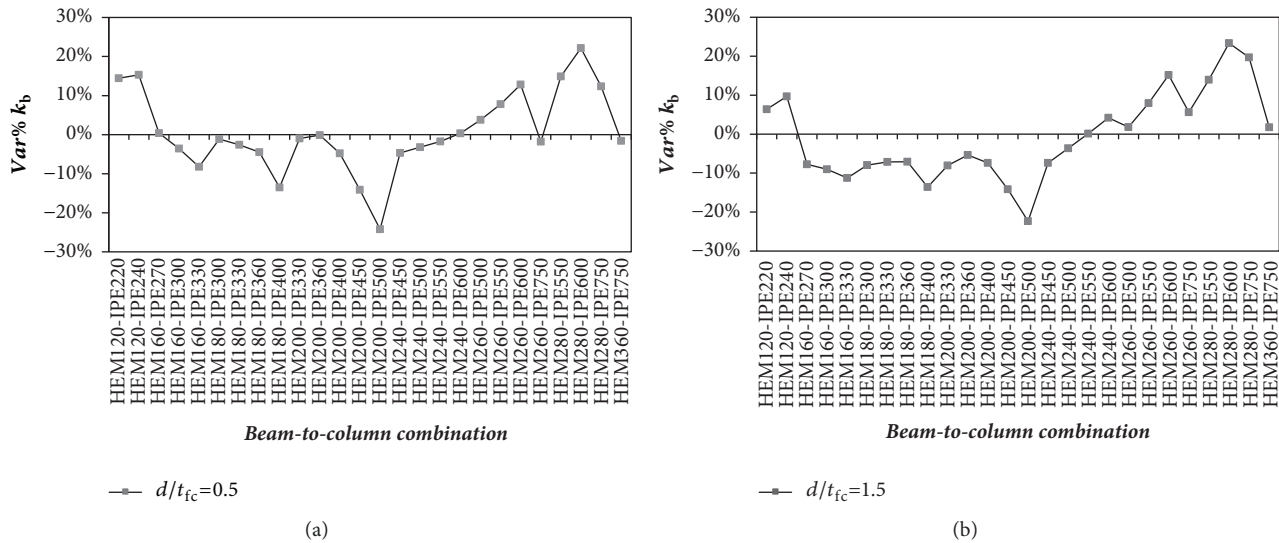 Var% kb
30%
20%
10%
0%
−10%
−20%
−30%
HEM120-IPE220
HEM120-IPE240
HEM160-IPE270
HEM160-IPE300
HEM160-IPE330
HEM180-IPE300
HEM180-IPE330
HEM180-IPE360
HEM180-IPE400
HEM200-IPE330
HEM200-IPE360
HEM200-IPE400
HEM200-IPE450
HEM200-IPE500
HEM240-IPE450
HEM240-IPE500
HEM240-IPE550
HEM240-IPE600
HEM260-IPE500
HEM260-IPE550
HEM260-IPE600
HEM260-IPE750
HEM280-IPE550
HEM280-IPE600
HEM280-IPE750
HEM360-IPE750
Beam-to-column combination
d/tfc=0.5
(a)
Var% kb
30%
20%
10%
0%
−10%
−20%
−30%
HEM120-IPE220
HEM120-IPE240
HEM160-IPE270
HEM160-IPE300
HEM160-IPE330
HEM180-IPE300
HEM180-IPE330
HEM180-IPE360
HEM180-IPE400
HEM200-IPE330
HEM200-IPE360
HEM200-IPE400
HEM200-IPE450
HEM200-IPE500
HEM240-IPE450
HEM240-IPE500
HEM240-IPE550
HEM240-IPE600
HEM260-IPE500
HEM260-IPE550
HEM260-IPE600
HEM260-IPE750
HEM280-IPE550
HEM280-IPE600
HEM280-IPE750
HEM360-IPE750
Beam-to-column combination
d/tfc=1.5
(b)